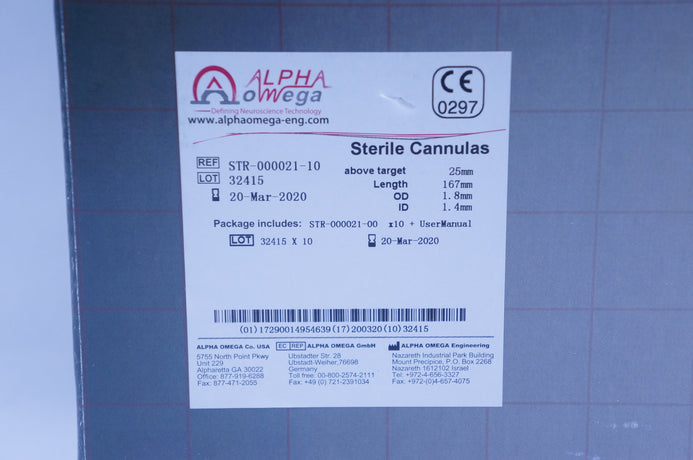 ALPHA
omega
Defining Neuroscience Technology
www.alphaomega-eng.com
CE
0297
Sterile Cannulas
REF STR-000021-10
LOT 32415
20-Mar-2020
above target 25mm
Length 167mm
OD 1.8mm
ID 1.4mm
Package includes: STR-000021-00 x10 + UserManual
LOT 32415 X 10 20-Mar-2020
(01)17290014954639(17)200320(10)32415
ALPHA OMEGA Co. USA
5755 North Point Pkwy
Unit 229
Alpharetta GA 30022
Office: 877-919-6288
Fax: 877-471-2055
EC REP ALPHA OMEGA GmbH
Ubstadter Str. 28
Ubstadt-Weiher,76698
Germany
Toll free: 00-800-2574-2111
Fax: +49 (0) 721-2391034
ALPHA OMEGA Engineering
Nazareth Industrial Park Building
Mount Precipice, P.O. Box 2268
Nazareth 1612102 Israel
Tel: +972-4-656-3327
Fax: +972-(0)4-657-4075